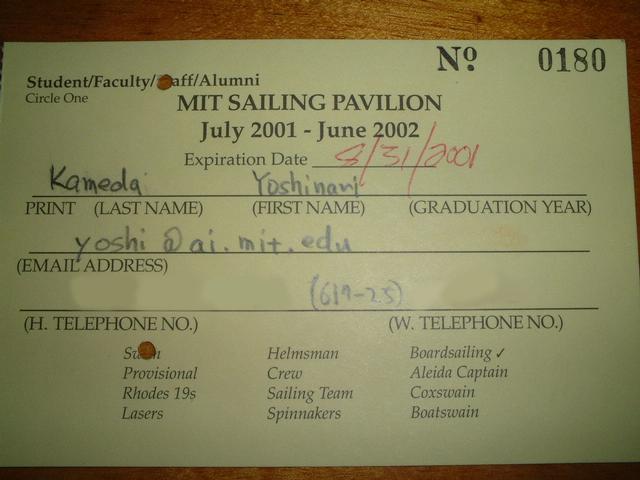 Nº 0180
Student/Faculty/Staff/Alumni
Circle One
MIT SAILING PAVILION
July 2001 - June 2002
Expiration Date 8/31/2001
Kameda Yoshinari
PRINT (LAST NAME) (FIRST NAME) (GRADUATION YEAR)
yoshi@ai.mit.edu
(EMAIL ADDRESS)
(617-25)
(H. TELEPHONE NO.) (W. TELEPHONE NO.)
Swim Helmsman Boardsailing ✓
Provisional Crew Aleida Captain
Rhodes 19s Sailing Team Coxswain
Lasers Spinnakers Boatswain